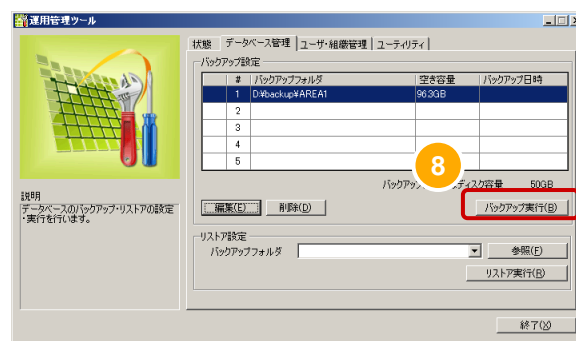 運用管理ツール
状態 データベース管理 ユーザ・組織管理 ユーティリティ
バックアップ設定
# バックアップフォルダ 空き容量 バックアップ日時
1 D:¥backup¥AREA1 96.3GB
2
3
4
5
8
バックアップ ディスク容量 50GB
編集(E) 削除(D) バックアップ実行(B)
説明
データベースのバックアップ・リストアの設定
・実行を行います。
リストア設定
バックアップフォルダ 参照(F)
リストア実行(R)
終了(X)